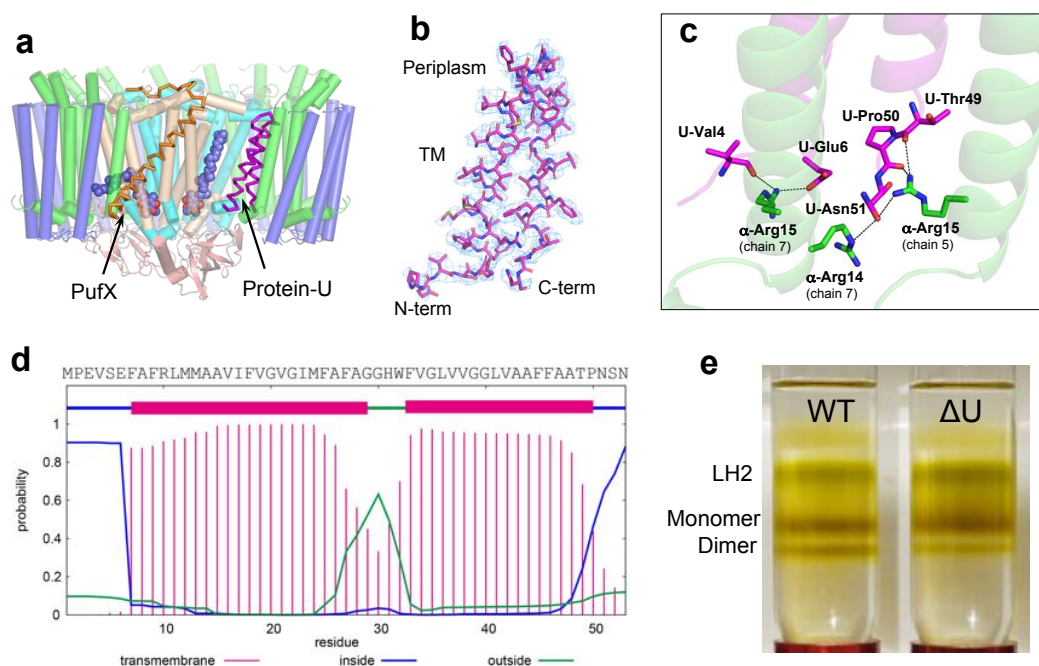 a
PufX
Protein-U
b
Periplasm
TM
N-term
C-term
c
U-Val4
U-Glu6
U-Pro50
U-Thr49
U-Asn51
α-Arg15
(chain 7)
α-Arg14
(chain 7)
α-Arg15
(chain 5)
d
MPEVSEFAFRLMMAAVIFVGVGIMFAFAGGHWFVGLVVGGLVAAFFAATPNSN
probability
1
0.8
0.6
0.4
0.2
0
10 20 30 40 50
residue
transmembrane inside outside
e
WT ΔU
LH2
Monomer
Dimer